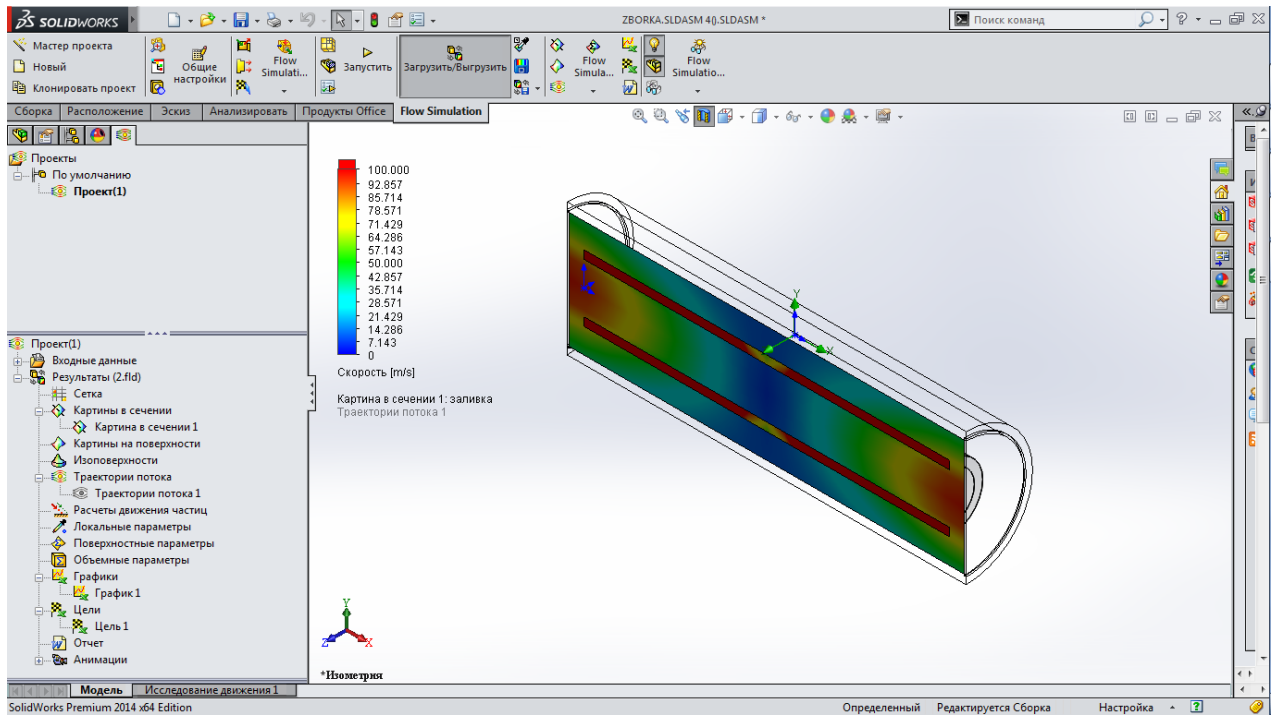 SOLIDWORKS
ZBORKA.SLDASM 4().SLDASM *
Поиск команд
Мастер проекта
Новый
Клонировать проект
Общие
настройки
Flow
Simulati...
Запустить
Загрузить/Выгрузить
Flow
Simula...
Flow
Simulatio...
Сборка
Расположение
Эскиз
Анализировать
Продукты Office
Flow Simulation
Проекты
По умолчанию
Проект(1)
Проект(1)
Входные данные
Результаты (2.fld)
Сетка
Картины в сечении
Картина в сечении 1
Картины на поверхности
Изоповерхности
Траектории потока
Траектории потока 1
Расчеты движения частиц
Локальные параметры
Поверхностные параметры
Объемные параметры
Графики
График 1
Цели
Цель 1
Отчет
Анимации
100.000
92.857
85.714
78.571
71.429
64.286
57.143
50.000
42.857
35.714
28.571
21.429
14.286
7.143
0
Скорость [m/s]
Картина в сечении 1: заливка
Траектории потока 1
Y
X
Y
Z
X
*Изометрия
Модель
Исследование движения 1
SolidWorks Premium 2014 x64 Edition
Определенный
Редактируется Сборка
Настройка